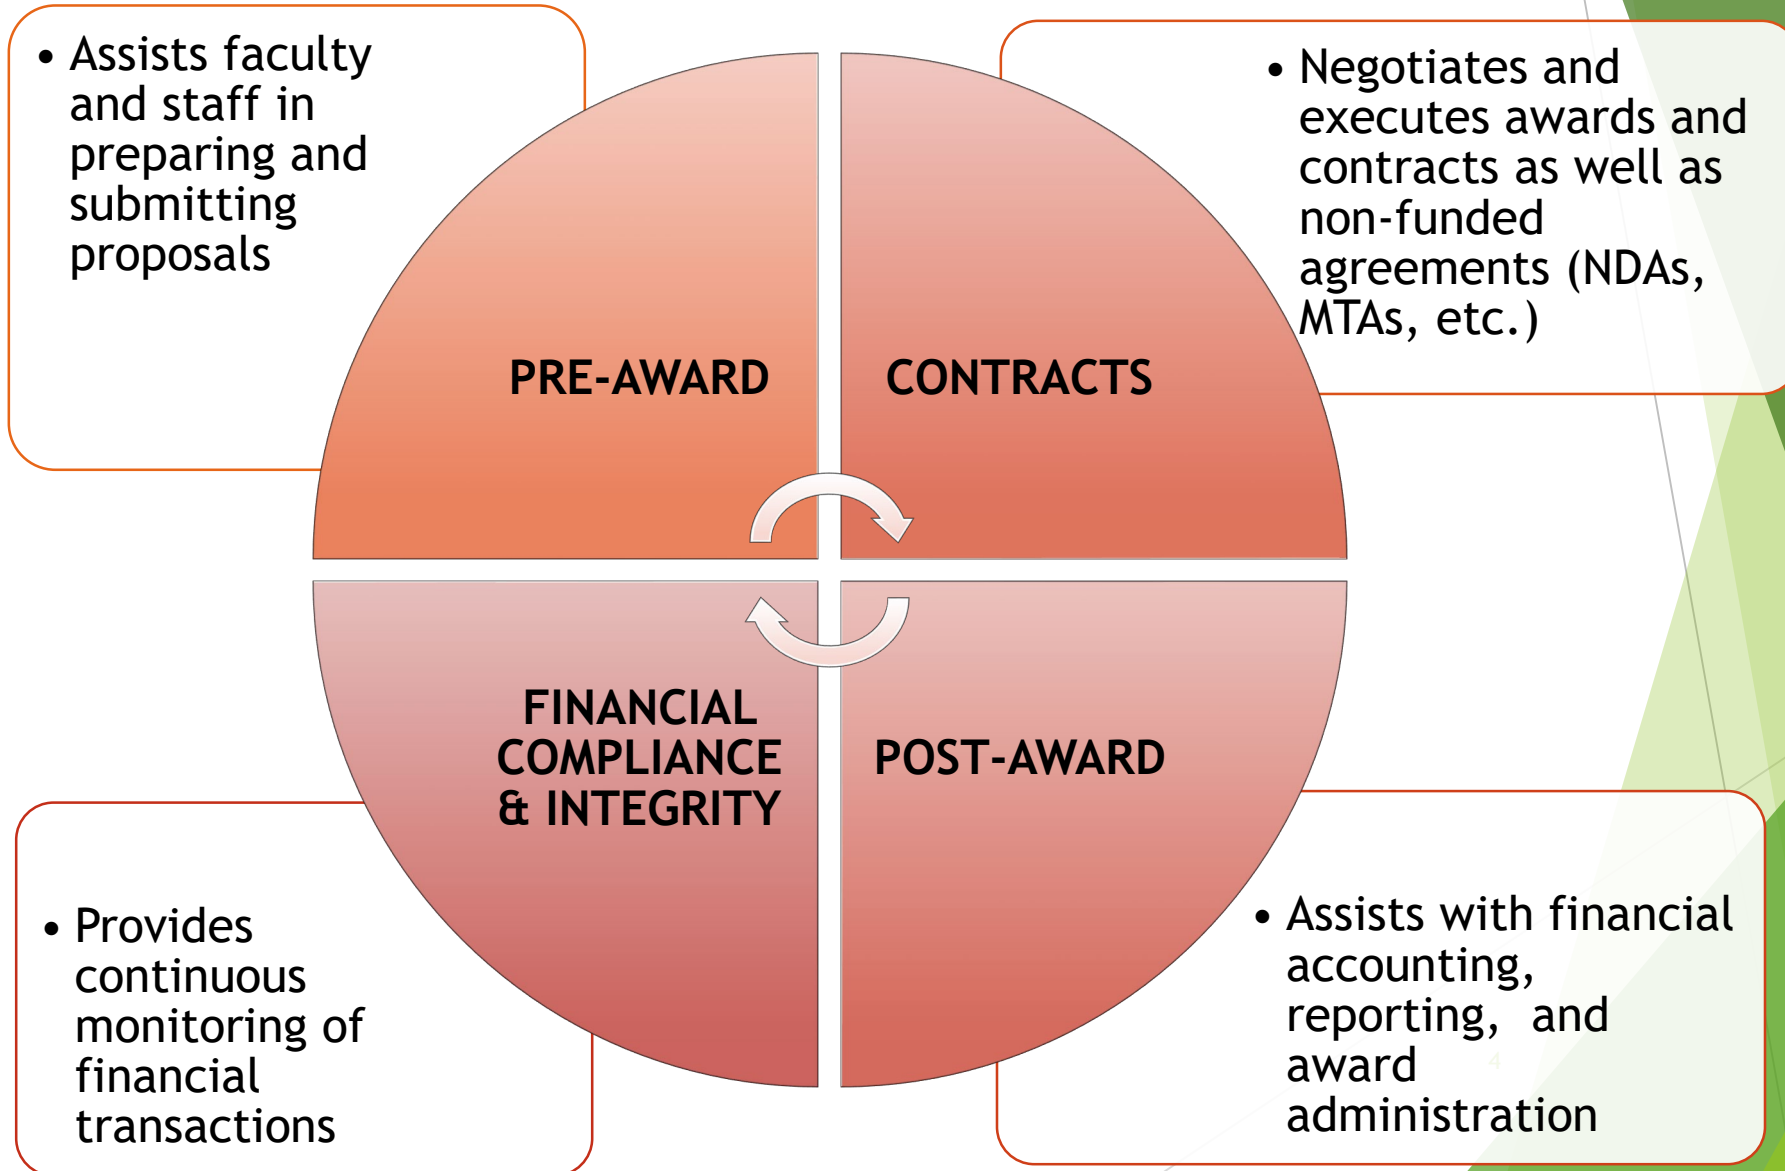 • Assists faculty
and staff in
preparing and
submitting
proposals
• Negotiates and
executes awards and
contracts as well as
non-funded
agreements (NDAs,
MTAs, etc.)
PRE-AWARD
CONTRACTS
FINANCIAL
COMPLIANCE
& INTEGRITY
POST-AWARD
• Provides
continuous
monitoring of
financial
transactions
• Assists with financial
accounting,
reporting,  and
award
administration
4